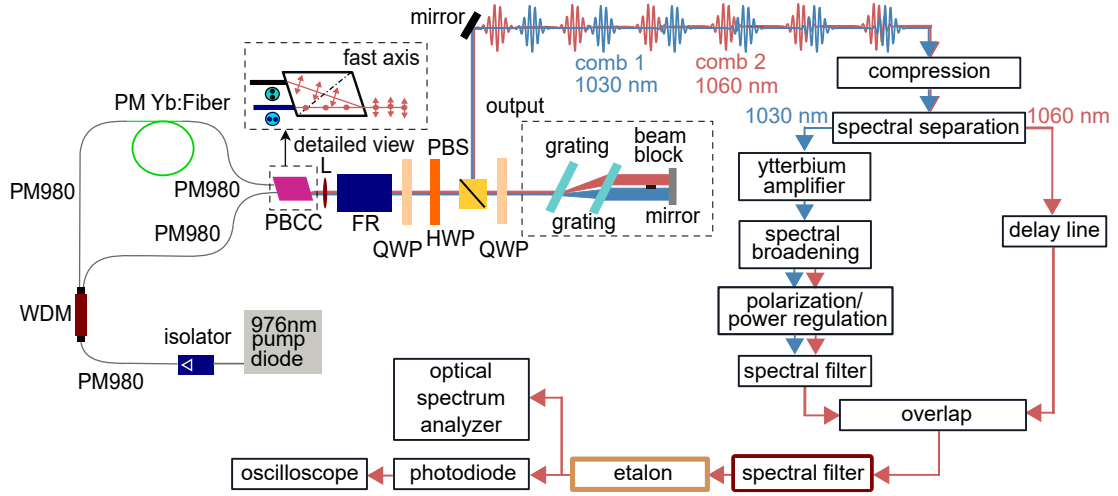 mirror
comb 1
1030 nm
comb 2
1060 nm
compression
fast axis
PM Yb:Fiber
output
1030 nm
spectral separation
1060 nm
detailed view
L
PBS
grating
beam
block
ytterbium
amplifier
PM980
PM980
PBCC
FR
QWP
HWP
QWP
grating
mirror
PM980
spectral
broadening
delay line
WDM
polarization/
power regulation
isolator
976nm
pump
diode
PM980
optical
spectrum
analyzer
spectral filter
overlap
oscilloscope
photodiode
etalon
spectral filter